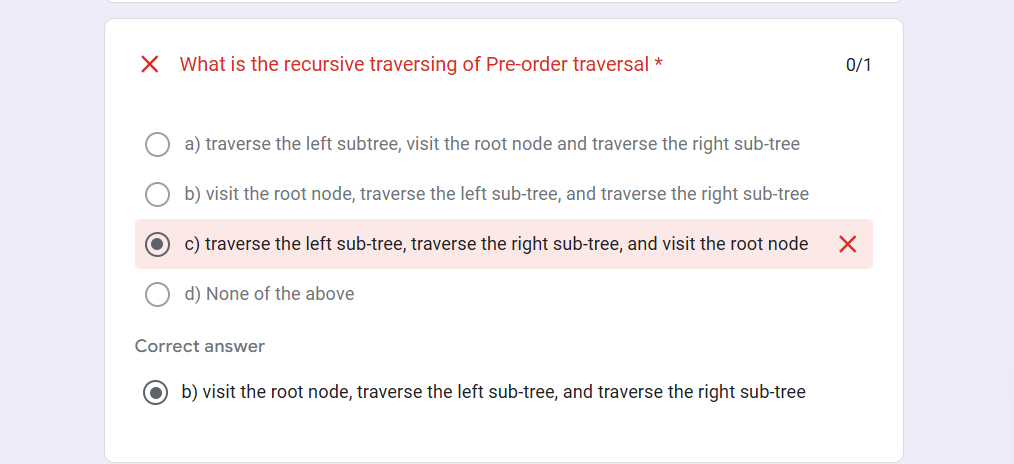 What is the recursive traversing of Pre-order traversal *
0/1
a) traverse the left subtree, visit the root node and traverse the right sub-tree
b) visit the root node, traverse the left sub-tree, and traverse the right sub-tree
c) traverse the left sub-tree, traverse the right sub-tree, and visit the root node
d) None of the above
Correct answer
b) visit the root node, traverse the left sub-tree, and traverse the right sub-tree